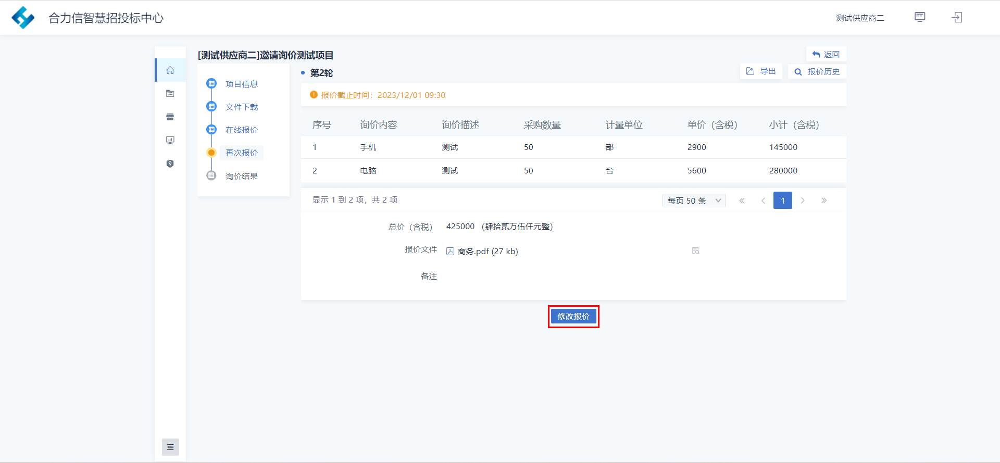 合力信智慧招投标中心
测试供应商二
[测试供应商二]邀请询价测试项目
返回
项目信息
文件下载
在线报价
再次报价
询价结果
第2轮
导出
报价历史
报价截止时间：2023/12/01 09:30
序号 询价内容 询价描述 采购数量 计量单位 单价（含税） 小计（含税）
1 手机 测试 50 部 2900 145000
2 电脑 测试 50 台 5600 280000
显示 1 到 2 项，共 2 项
每页 50 条
1
总价（含税） 425000 （肆拾贰万伍仟元整）
报价文件 商务.pdf (27 kb)
备注
修改报价